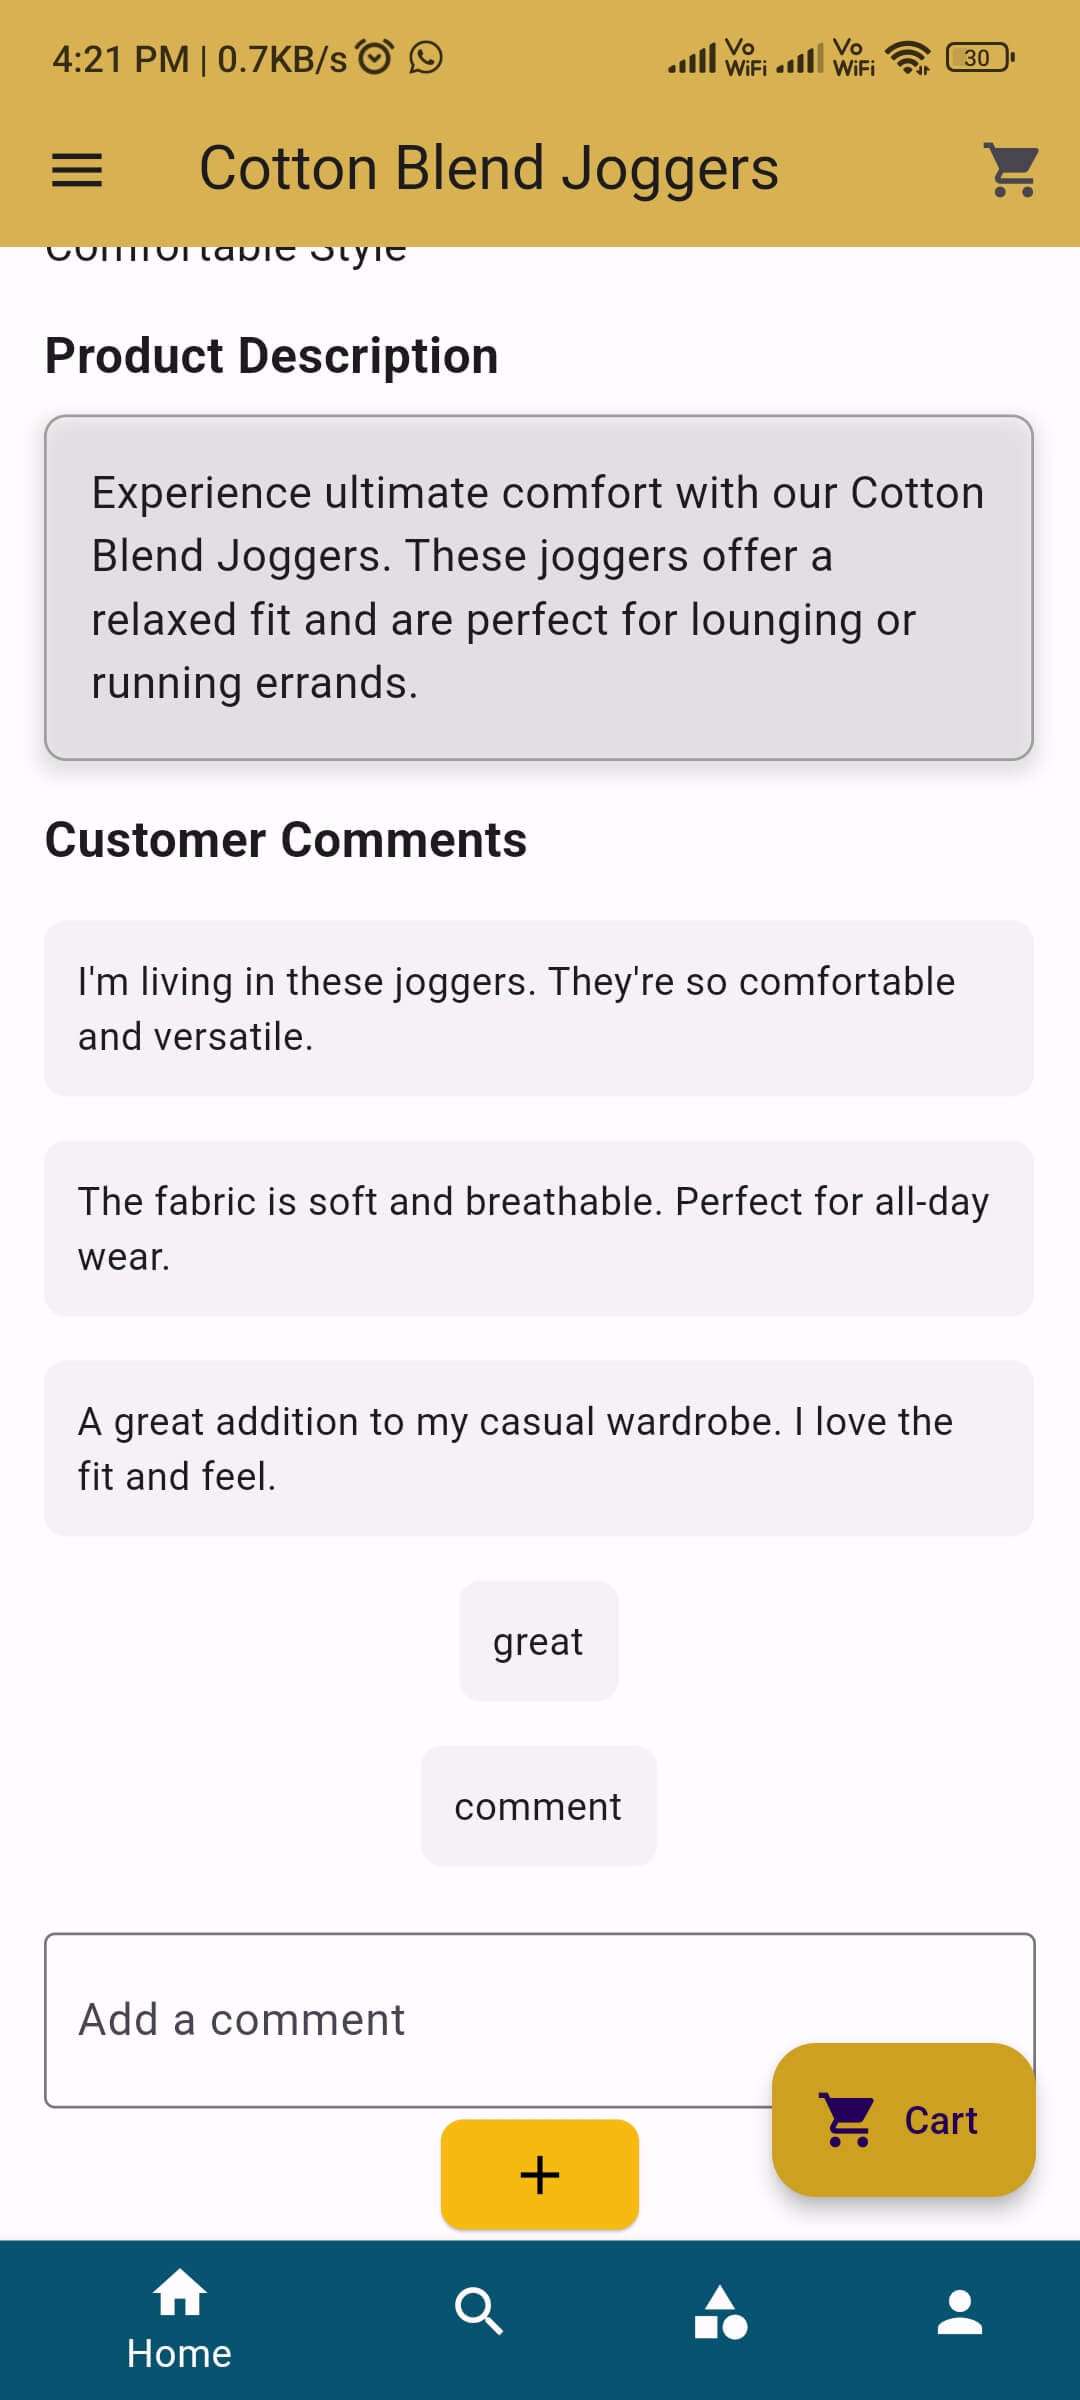 4:21 PM | 0.7KB/s
Vo WiFi
Vo WiFi
30
Cotton Blend Joggers
Comfortable Style
Product Description
Experience ultimate comfort with our Cotton
Blend Joggers. These joggers offer a
relaxed fit and are perfect for lounging or
running errands.
Customer Comments
I'm living in these joggers. They're so comfortable
and versatile.
The fabric is soft and breathable. Perfect for all-day
wear.
A great addition to my casual wardrobe. I love the
fit and feel.
great
comment
Add a comment
Cart
Home